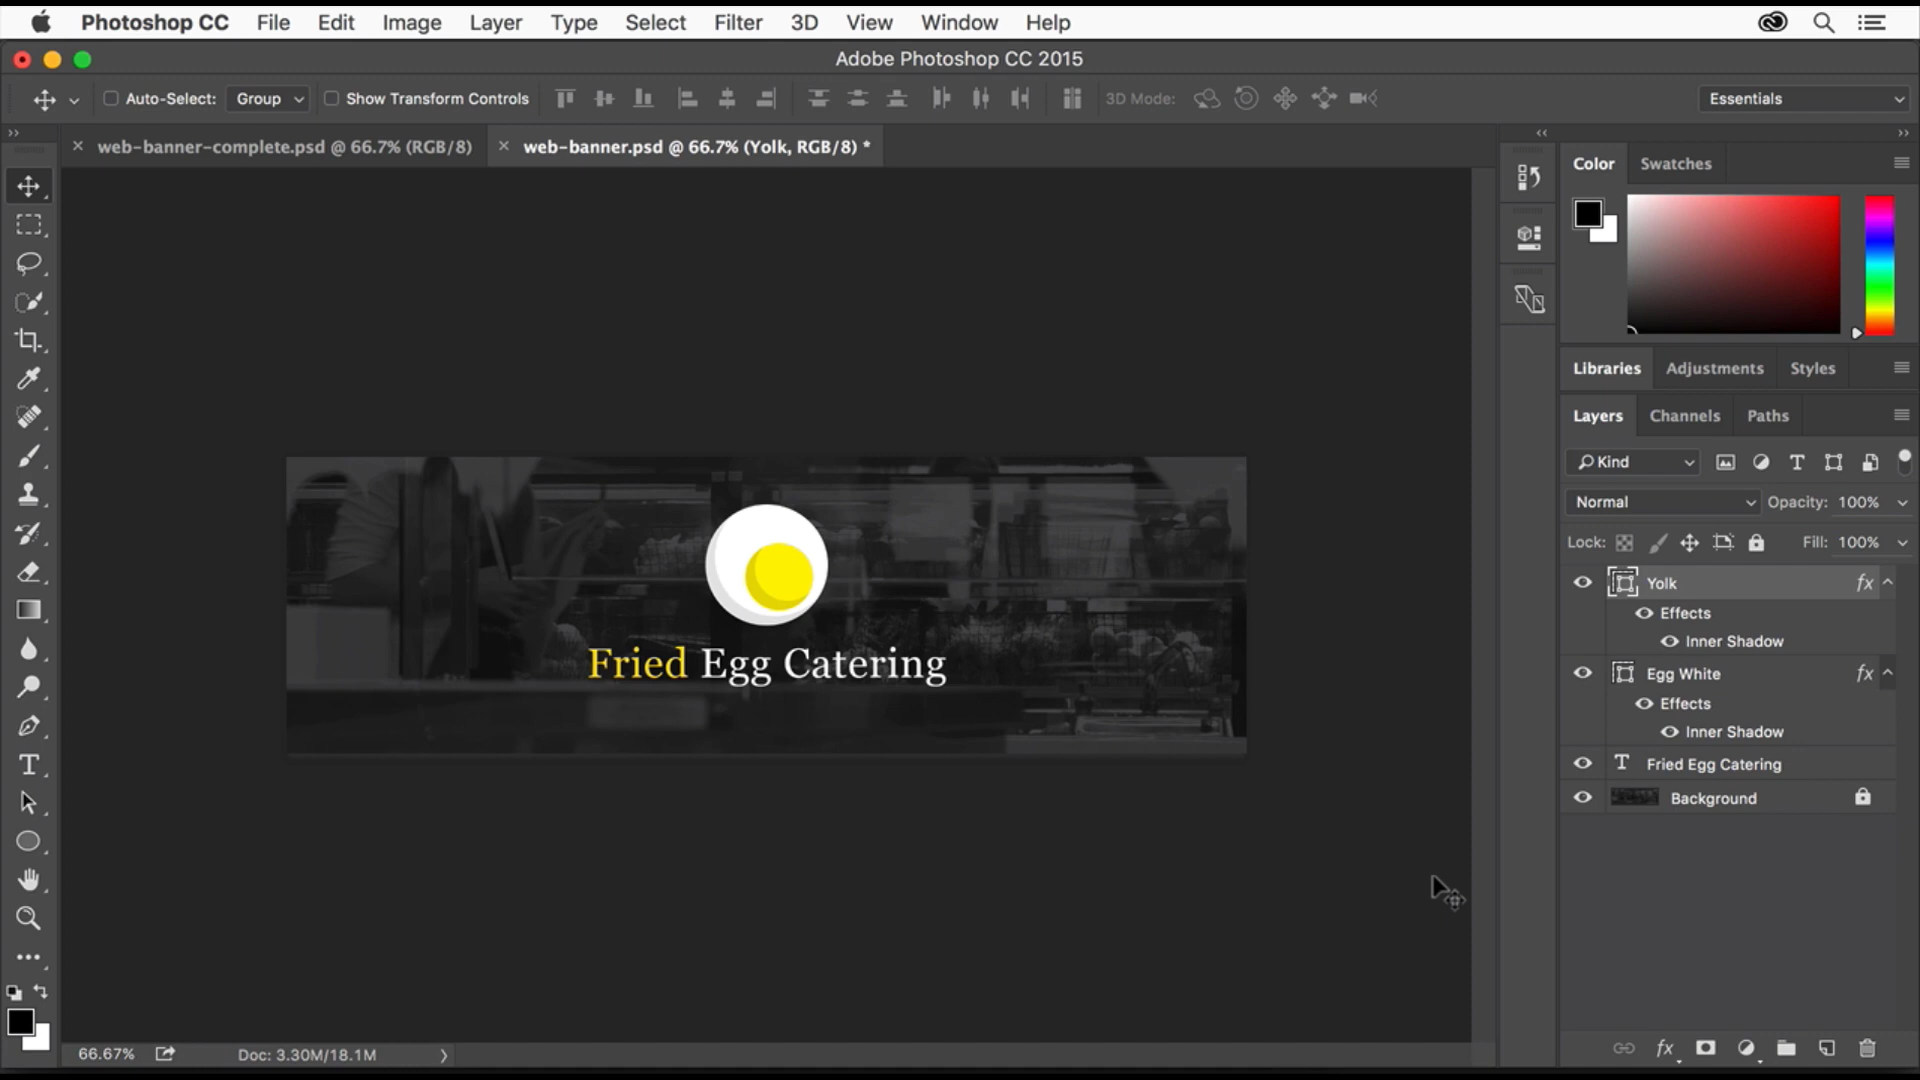 Photoshop CC File Edit Image Layer Type Select Filter 3D View Window Help
Adobe Photoshop CC 2015
Auto-Select: Group Show Transform Controls 3D Mode: Essentials
web-banner-complete.psd @ 66.7% (RGB/8) web-banner.psd @ 66.7% (Yolk, RGB/8) *
Color Swatches
Libraries Adjustments Styles
Layers Channels Paths
Kind
Normal Opacity: 100%
Lock: Fill: 100%
Yolk fx
Effects
Inner Shadow
Egg White fx
Effects
Inner Shadow
Fried Egg Catering
Background
Fried Egg Catering
66.67% Doc: 3.30M/18.1M
fx